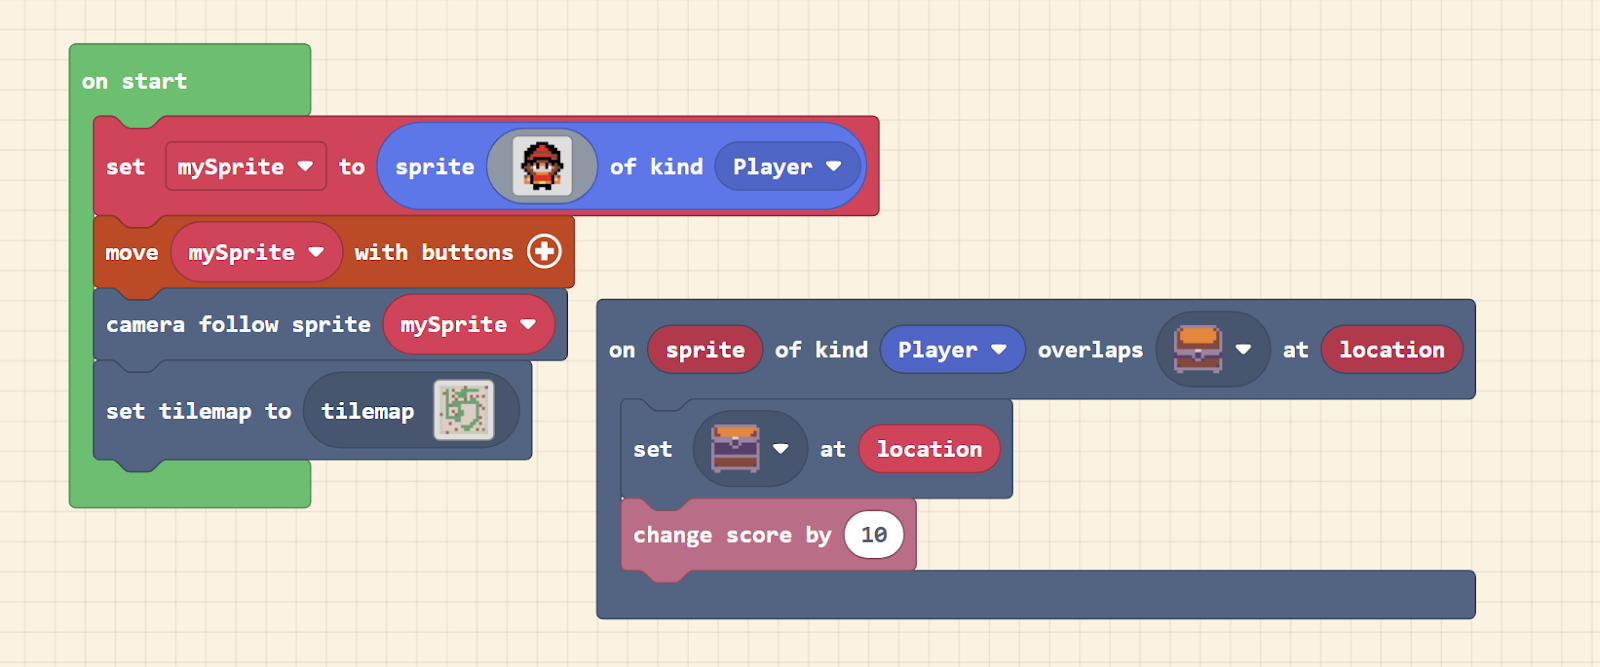 on start
set mySprite to sprite of kind Player
move mySprite with buttons
camera follow sprite mySprite
set tilemap to tilemap
on sprite of kind Player overlaps at location
set at location
change score by 10